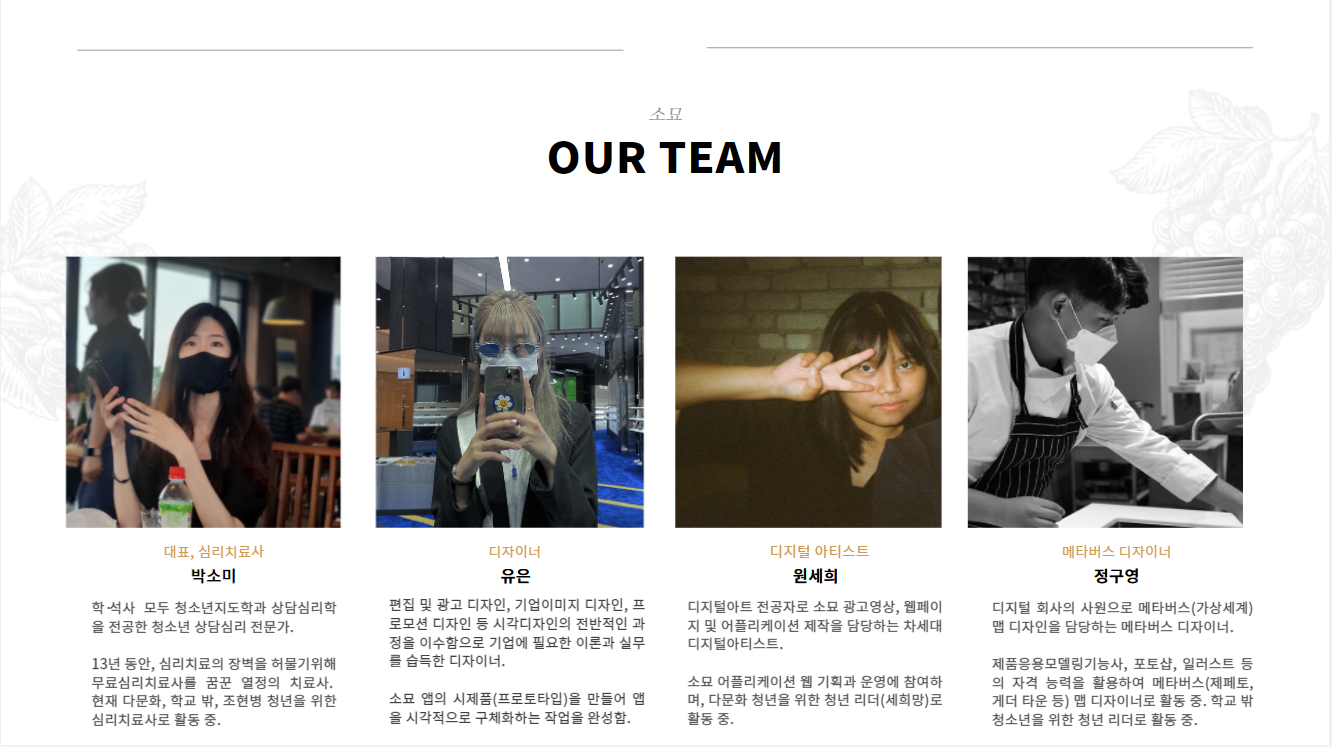 소묘
OUR TEAM
대표, 심리치료사
박소미
학·석사 모두 청소년지도학과 상담심리학
을 전공한 청소년 상담심리 전문가.
13년 동안, 심리치료의 장벽을 허물기위해
무료심리치료사를 꿈꾼 열정의 치료사.
현재 다문화, 학교 밖, 조현병 청년을 위한
심리치료사로 활동 중.
디자이너
유은
편집 및 광고 디자인, 기업이미지 디자인, 프
로모션 디자인 등 시각디자인의 전반적인 과
정을 이수함으로 기업에 필요한 이론과 실무
를 습득한 디자이너.
소묘 앱의 시제품(프로토타입)을 만들어 앱
을 시각적으로 구체화하는 작업을 완성함.
디지털 아티스트
원세희
디지털아트 전공자로 소묘 광고영상, 웹페이
지 및 어플리케이션 제작을 담당하는 차세대
디지털아티스트.
소묘 어플리케이션 웹 기획과 운영에 참여하
며, 다문화 청년을 위한 청년 리더(세희망)로
활동 중.
메타버스 디자이너
정구영
디지털 회사의 사원으로 메타버스(가상세계)
맵 디자인을 담당하는 메타버스 디자이너.
제품응용모델링기능사, 포토샵, 일러스트 등
의 자격 능력을 활용하여 메타버스(제페토,
게더 타운 등) 맵 디자이너로 활동 중. 학교 밖
청소년을 위한 청년 리더로 활동 중.